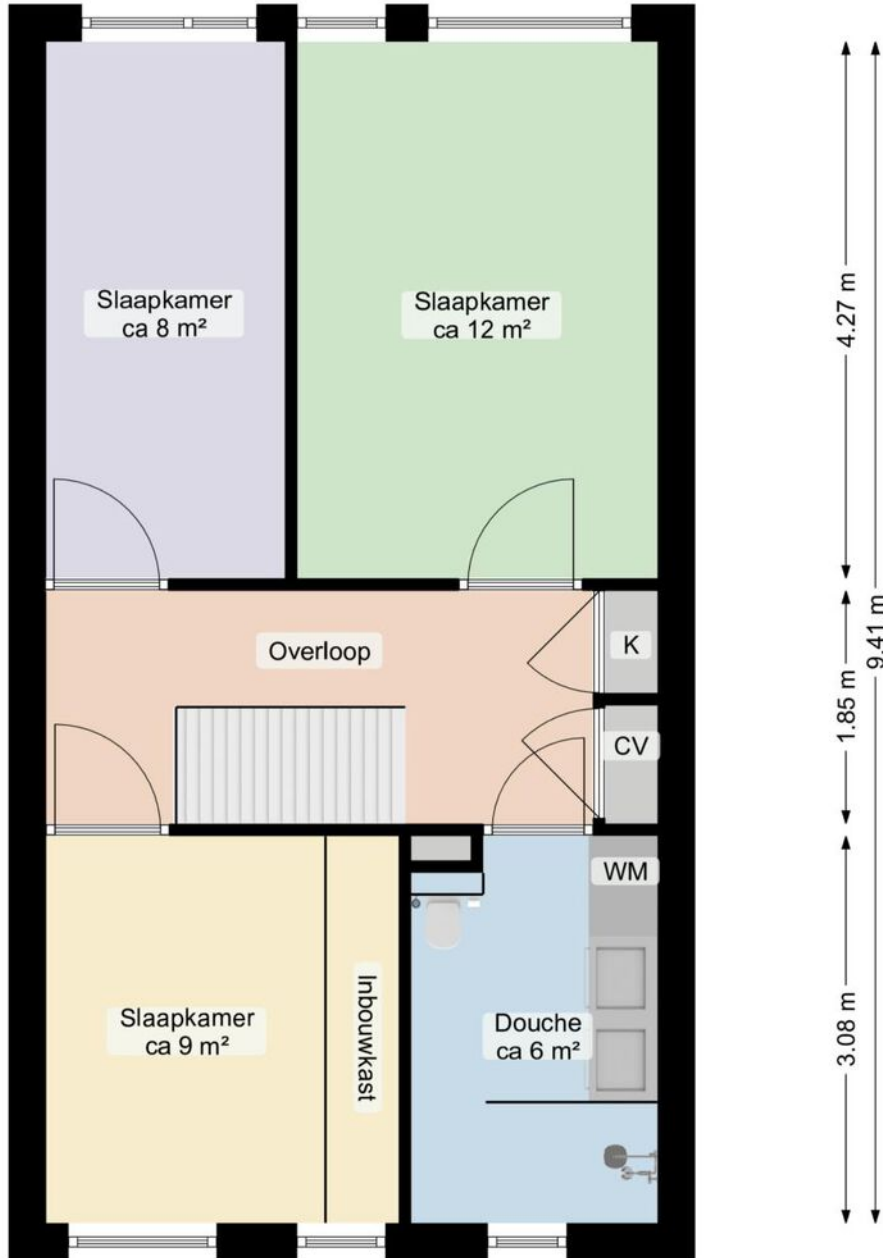 Slaapkamer
ca 8 m²
Slaapkamer
ca 12 m²
4.27 m
9.41 m
Overloop
K
1.85 m
CV
WM
Slaapkamer
ca 9 m²
Inbouwkast
Douche
ca 6 m²
3.08 m